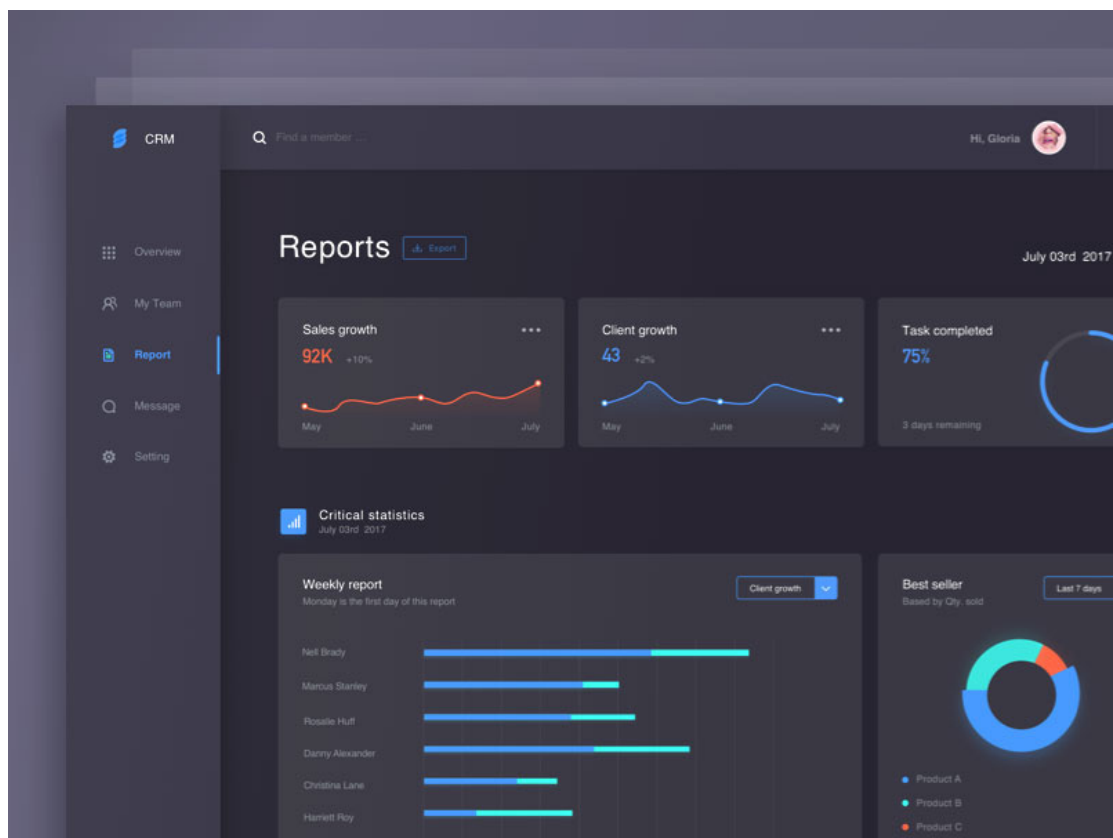 CRM
Find a member ...
Hi, Gloria
Overview
My Team
Report
Message
Setting
Reports
Export
July 03rd 2017
Sales growth
92K +10%
May June July
Client growth
43 +2%
May June July
Task completed
75%
3 days remaining
Critical statistics
July 03rd 2017
Weekly report
Monday is the first day of this report
Client growth
Nell Brady
Marcus Stanley
Rosalie Huff
Danny Alexander
Christina Lane
Harriett Roy
Best seller
Based by Qty. sold
Last 7 days
Product A
Product B
Product C